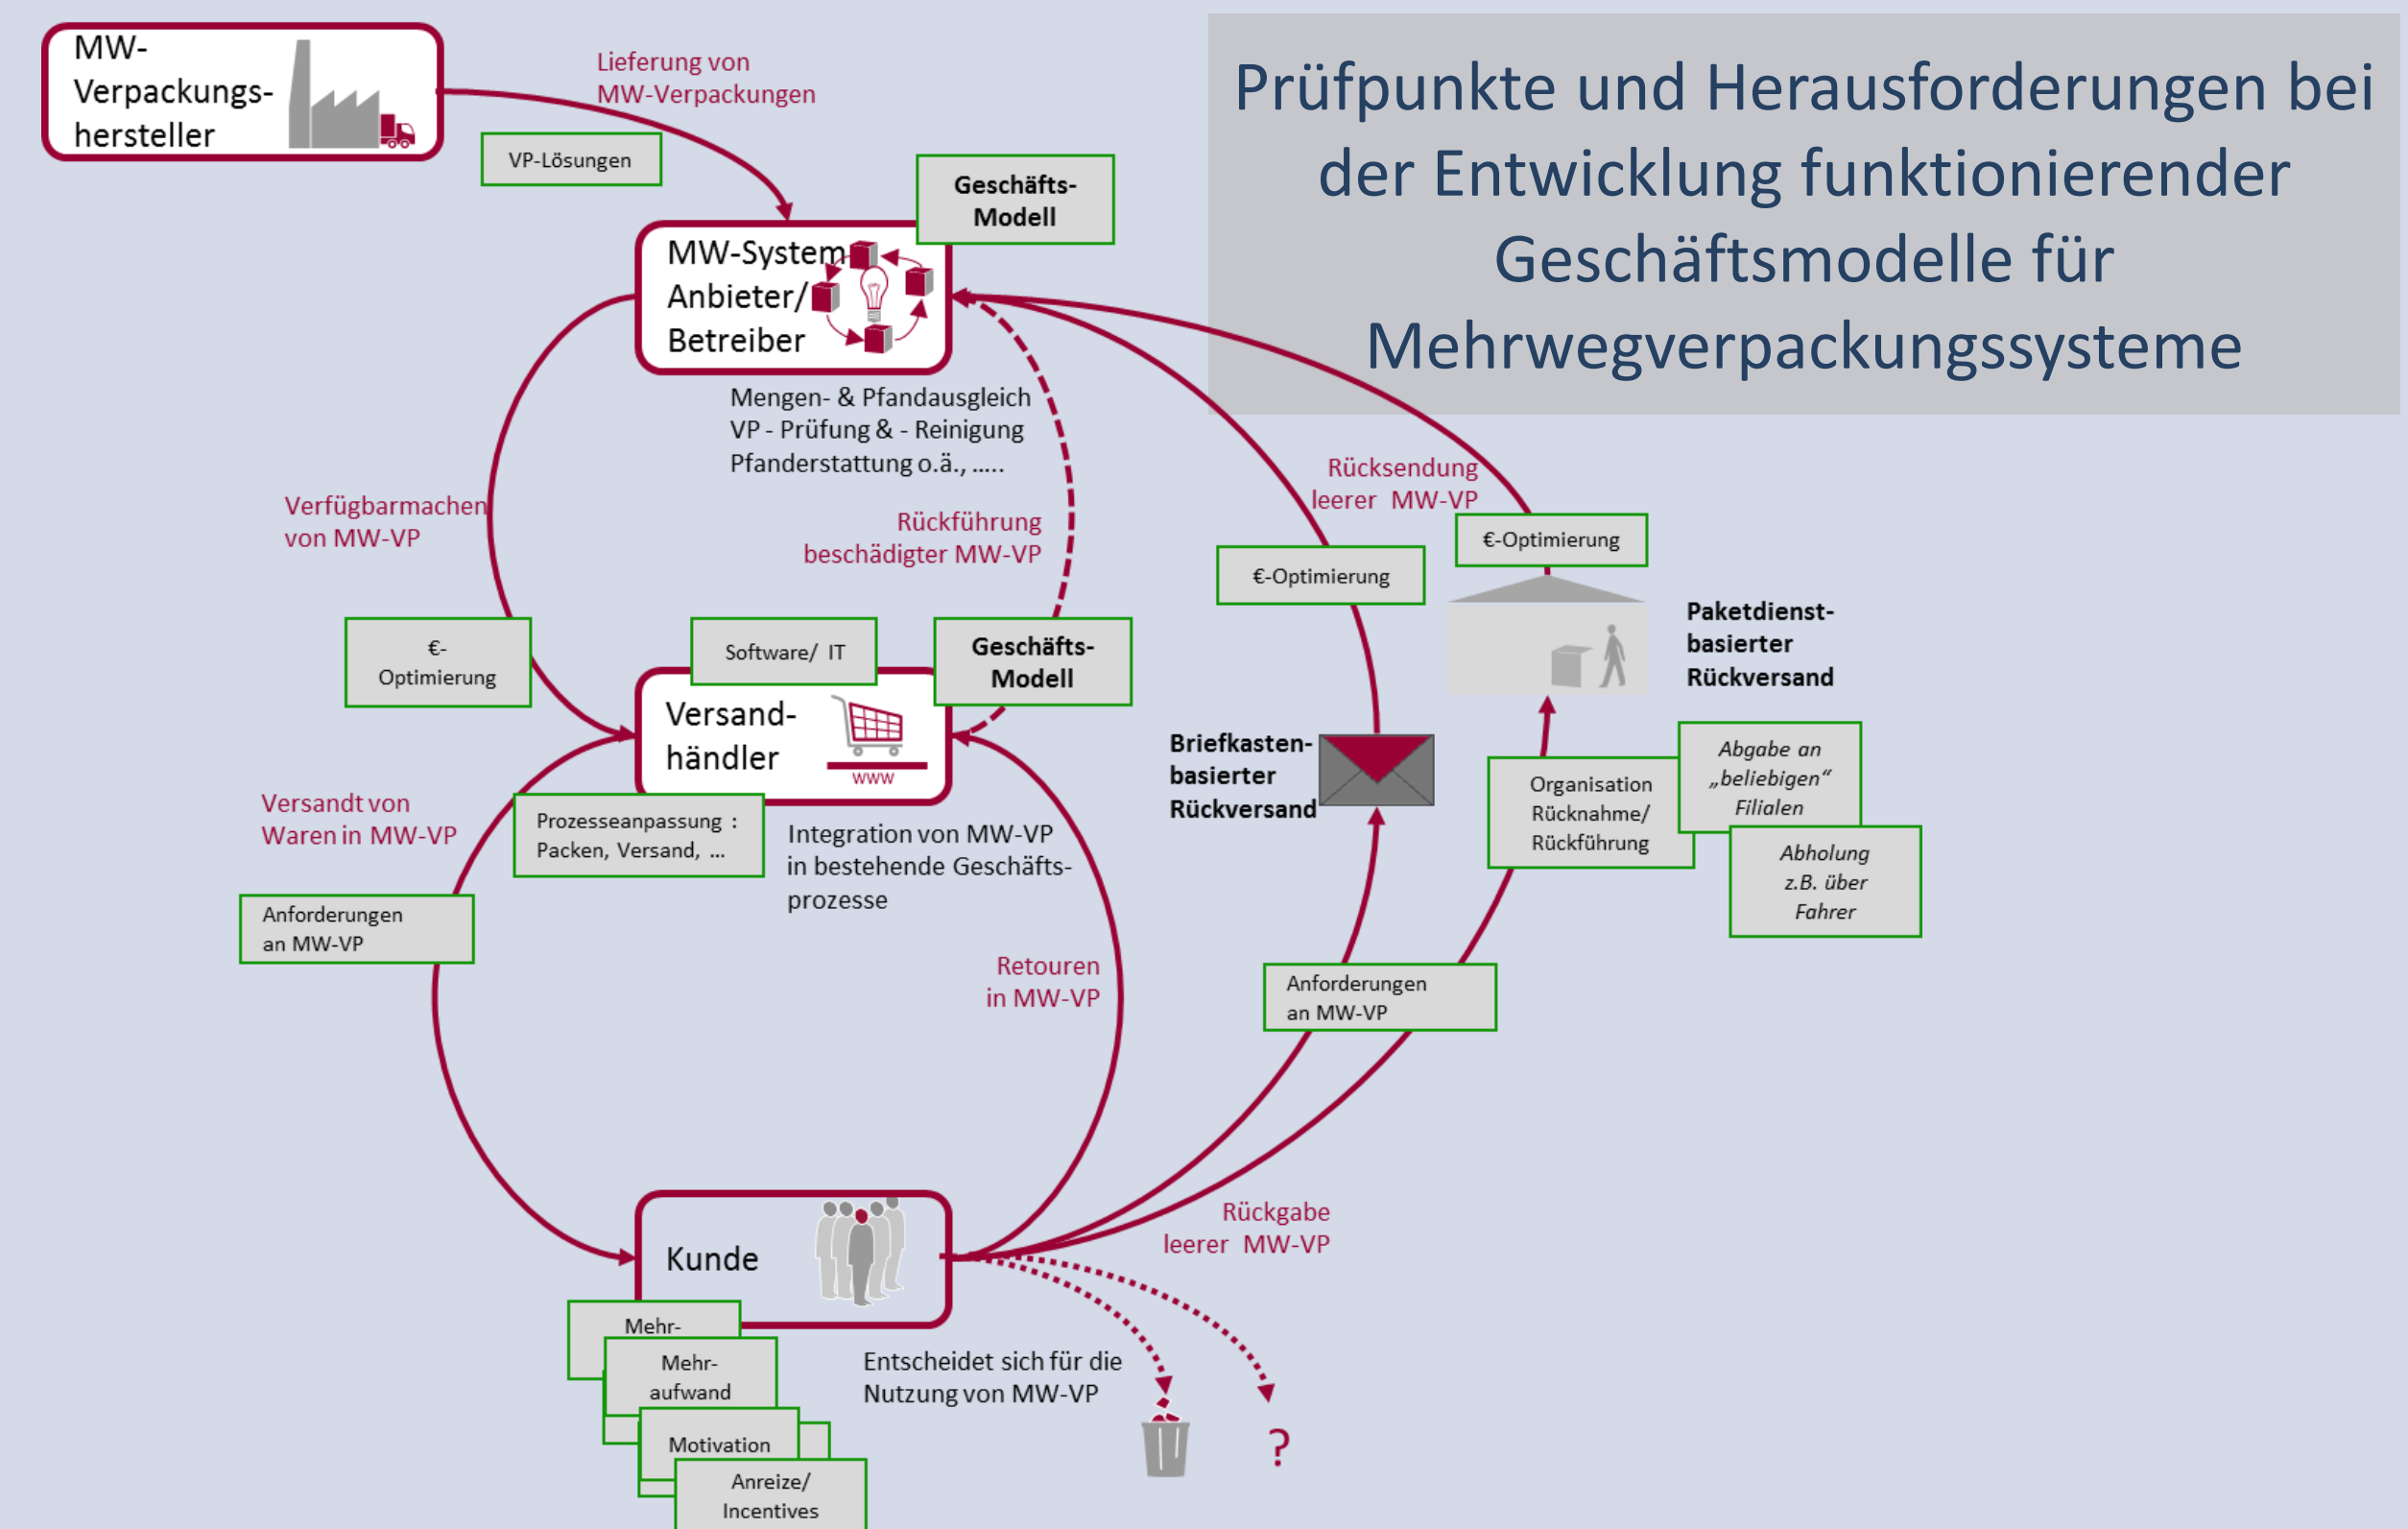 MW-
Verpackungs-
hersteller
Lieferung von
MW-Verpackungen
VP-Lösungen
Prüfpunkte und Herausforderungen bei
der Entwicklung funktionierender
Geschäftsmodelle für
Mehrwegverpackungssysteme
Geschäfts-
Modell
MW-System
Anbieter/
Betreiber
Mengen- & Pfandausgleich
VP - Prüfung & - Reinigung
Pfanderstattung o.ä., .....
Verfügbarmachen
von MW-VP
Rückführung
beschädigter MW-VP
Rücksendung
leerer MW-VP
€-Optimierung
€-Optimierung
Paketdienst-
basierter
Rückversand
€-
Optimierung
Software/ IT
Geschäfts-
Modell
Versand-
händler
www
Briefkasten-
basierter
Rückversand
Organisation
Rücknahme/
Rückführung
Abgabe an
„beliebigen“
Filialen
Abholung
z.B. über
Fahrer
Versandt von
Waren in MW-VP
Prozesseanpassung :
Packen, Versand, ...
Integration von MW-VP
in bestehende Geschäfts-
prozesse
Anforderungen
an MW-VP
Retouren
in MW-VP
Anforderungen
an MW-VP
Rückgabe
leerer MW-VP
Kunde
Mehr-
Mehr-
aufwand
Motivation
Anreize/
Incentives
Entscheidet sich für die
Nutzung von MW-VP
?